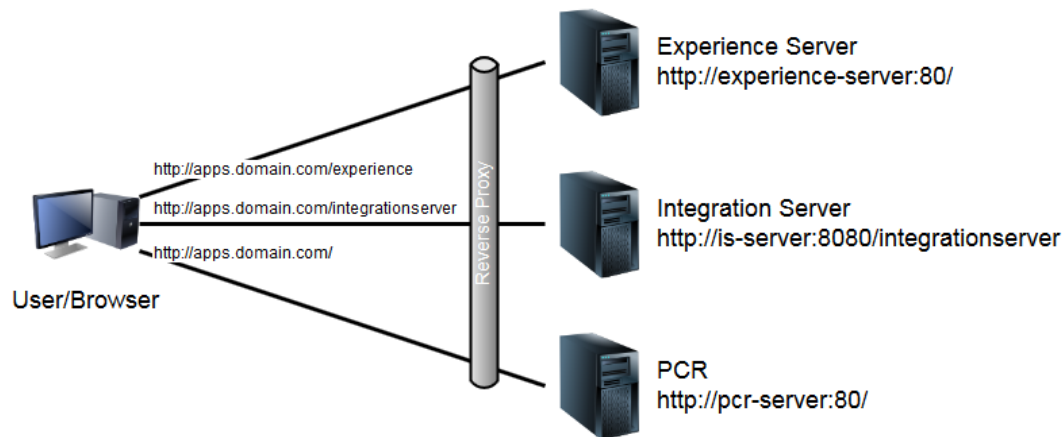 Experience Server
http://experience-server:80/
http://apps.domain.com/experience
http://apps.domain.com/integrationserver
http://apps.domain.com/
Reverse Proxy
Integration Server
http://is-server:8080/integrationserver
User/Browser
PCR
http://pcr-server:80/